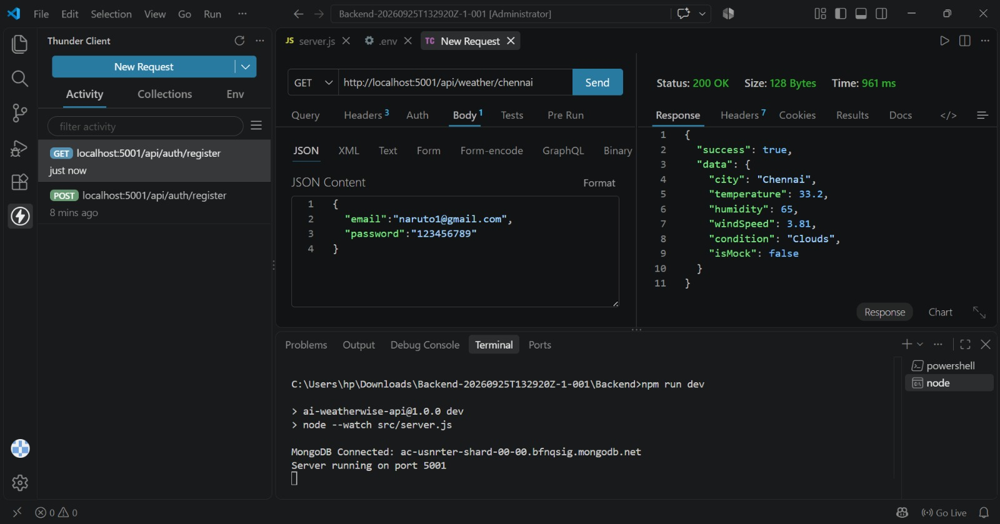 File Edit Selection View Go Run ···
Backend-20260925T132920Z-1-001 [Administrator]
Thunder Client
New Request
Activity Collections Env
filter activity
GET localhost:5001/api/auth/register
just now
POST localhost:5001/api/auth/register
8 mins ago
JS server.js .env TC New Request
GET http://localhost:5001/api/weather/chennai Send
Query Headers 3 Auth Body 1 Tests Pre Run
JSON XML Text Form Form-encode GraphQL Binary
JSON Content Format
1 {
2 "email":"naruto1@gmail.com",
3 "password":"123456789"
4 }
Status: 200 OK Size: 128 Bytes Time: 961 ms
Response Headers 7 Cookies Results Docs </>
1 {
2 "success": true,
3 "data": {
4 "city": "Chennai",
5 "temperature": 33.2,
6 "humidity": 65,
7 "windSpeed": 3.81,
8 "condition": "Clouds",
9 "isMock": false
10 }
11 }
Response Chart
Problems Output Debug Console Terminal Ports
C:\Users\hp\Downloads\Backend-20260925T132920Z-1-001\Backend>npm run dev
> ai-weatherwise-api@1.0.0 dev
> node --watch src/server.js
MongoDB Connected: ac-usnrter-shard-00-00.bfnqsig.mongodb.net
Server running on port 5001
powershell
node
0 0
Go Live